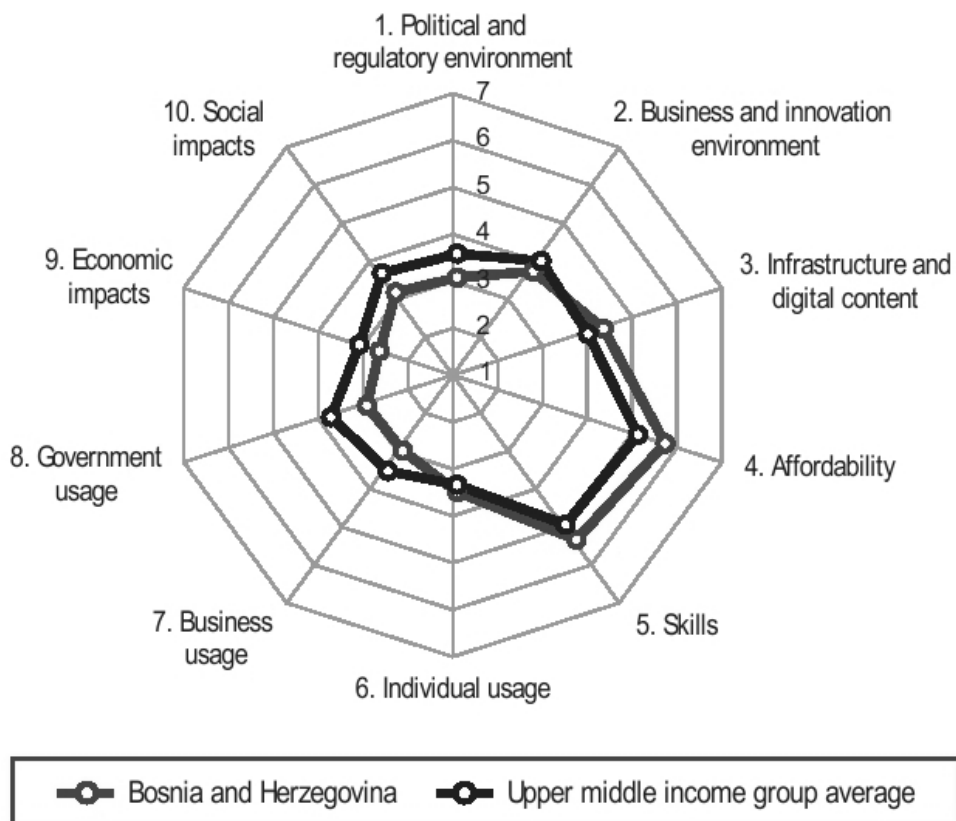 1. Political and
regulatory environment
7
6
5
4
3
2
1
2. Business and innovation
environment
3. Infrastructure and
digital content
4. Affordability
5. Skills
6. Individual usage
7. Business
usage
8. Government
usage
9. Economic
impacts
10. Social
impacts
Bosnia and Herzegovina
Upper middle income group average